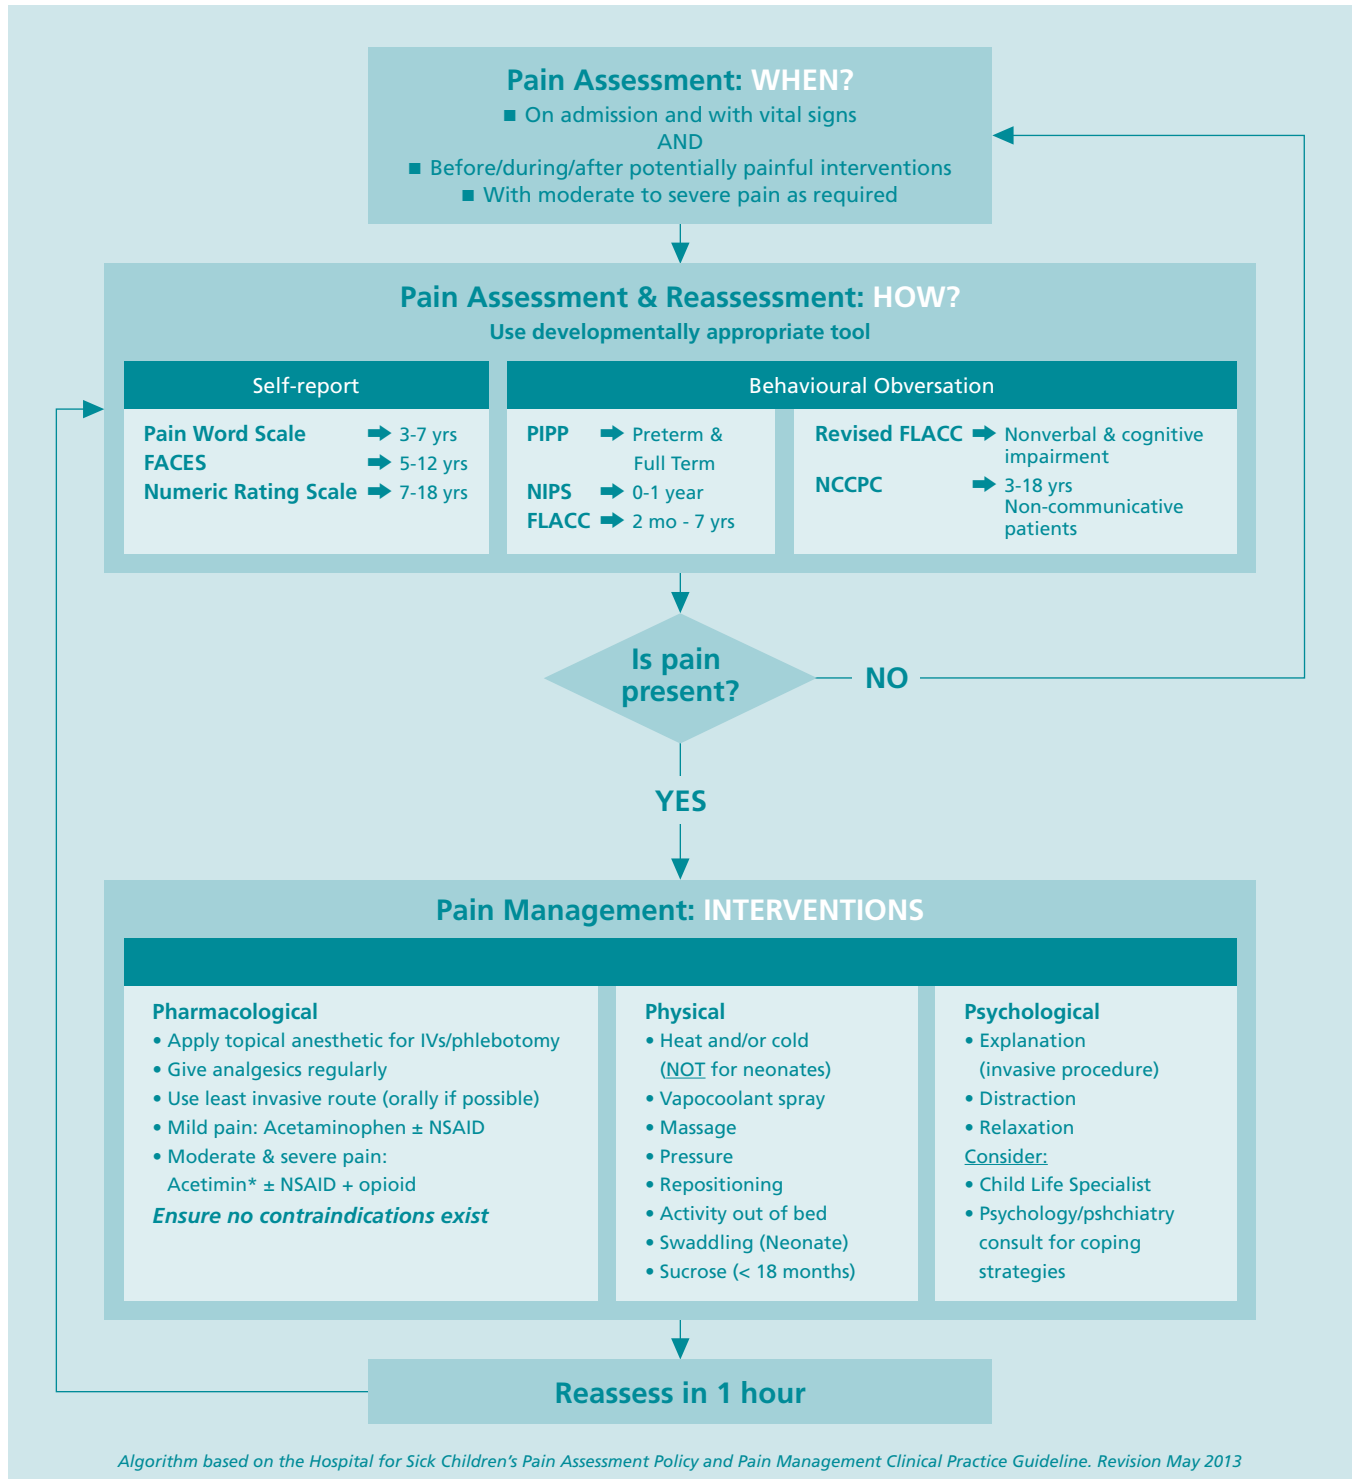 Pain Assessment: WHEN?
■ On admission and with vital signs
AND
■ Before/during/after potentially painful interventions
■ With moderate to severe pain as required
Pain Assessment & Reassessment: HOW?
Use developmentally appropriate tool
Self-report
Pain Word Scale ➡ 3-7 yrs
FACES ➡ 5-12 yrs
Numeric Rating Scale ➡ 7-18 yrs
Behavioural Obversation
PIPP ➡ Preterm &
Full Term
NIPS ➡ 0-1 year
FLACC ➡ 2 mo - 7 yrs
Revised FLACC ➡ Nonverbal & cognitive
impairment
NCCPC ➡ 3-18 yrs
Non-communicative
patients
Is pain
present?
NO
YES
Pain Management: INTERVENTIONS
Pharmacological
• Apply topical anesthetic for IVs/phlebotomy
• Give analgesics regularly
• Use least invasive route (orally if possible)
• Mild pain: Acetaminophen ± NSAID
• Moderate & severe pain:
Acetimin* ± NSAID + opioid
Ensure no contraindications exist
Physical
• Heat and/or cold
(NOT for neonates)
• Vapocoolant spray
• Massage
• Pressure
• Repositioning
• Activity out of bed
• Swaddling (Neonate)
• Sucrose (< 18 months)
Psychological
• Explanation
(invasive procedure)
• Distraction
• Relaxation
Consider:
• Child Life Specialist
• Psychology/pshchiatry
consult for coping
strategies
Reassess in 1 hour
Algorithm based on the Hospital for Sick Children's Pain Assessment Policy and Pain Management Clinical Practice Guideline. Revision May 2013